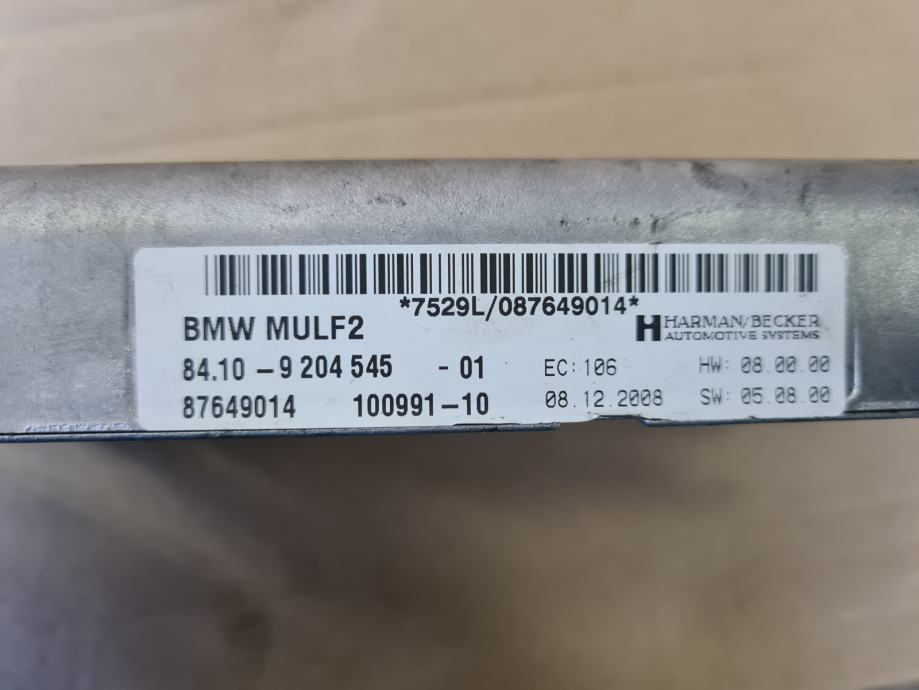 *7529L/087649014*
BMW MULF2
HARMAN/BECKER
AUTOMOTIVE SYSTEMS
84.10 - 9 204 545 - 01 EC: 106 HW: 08.00.00
87649014 100991-10 08.12.2008 SW: 05.08.00